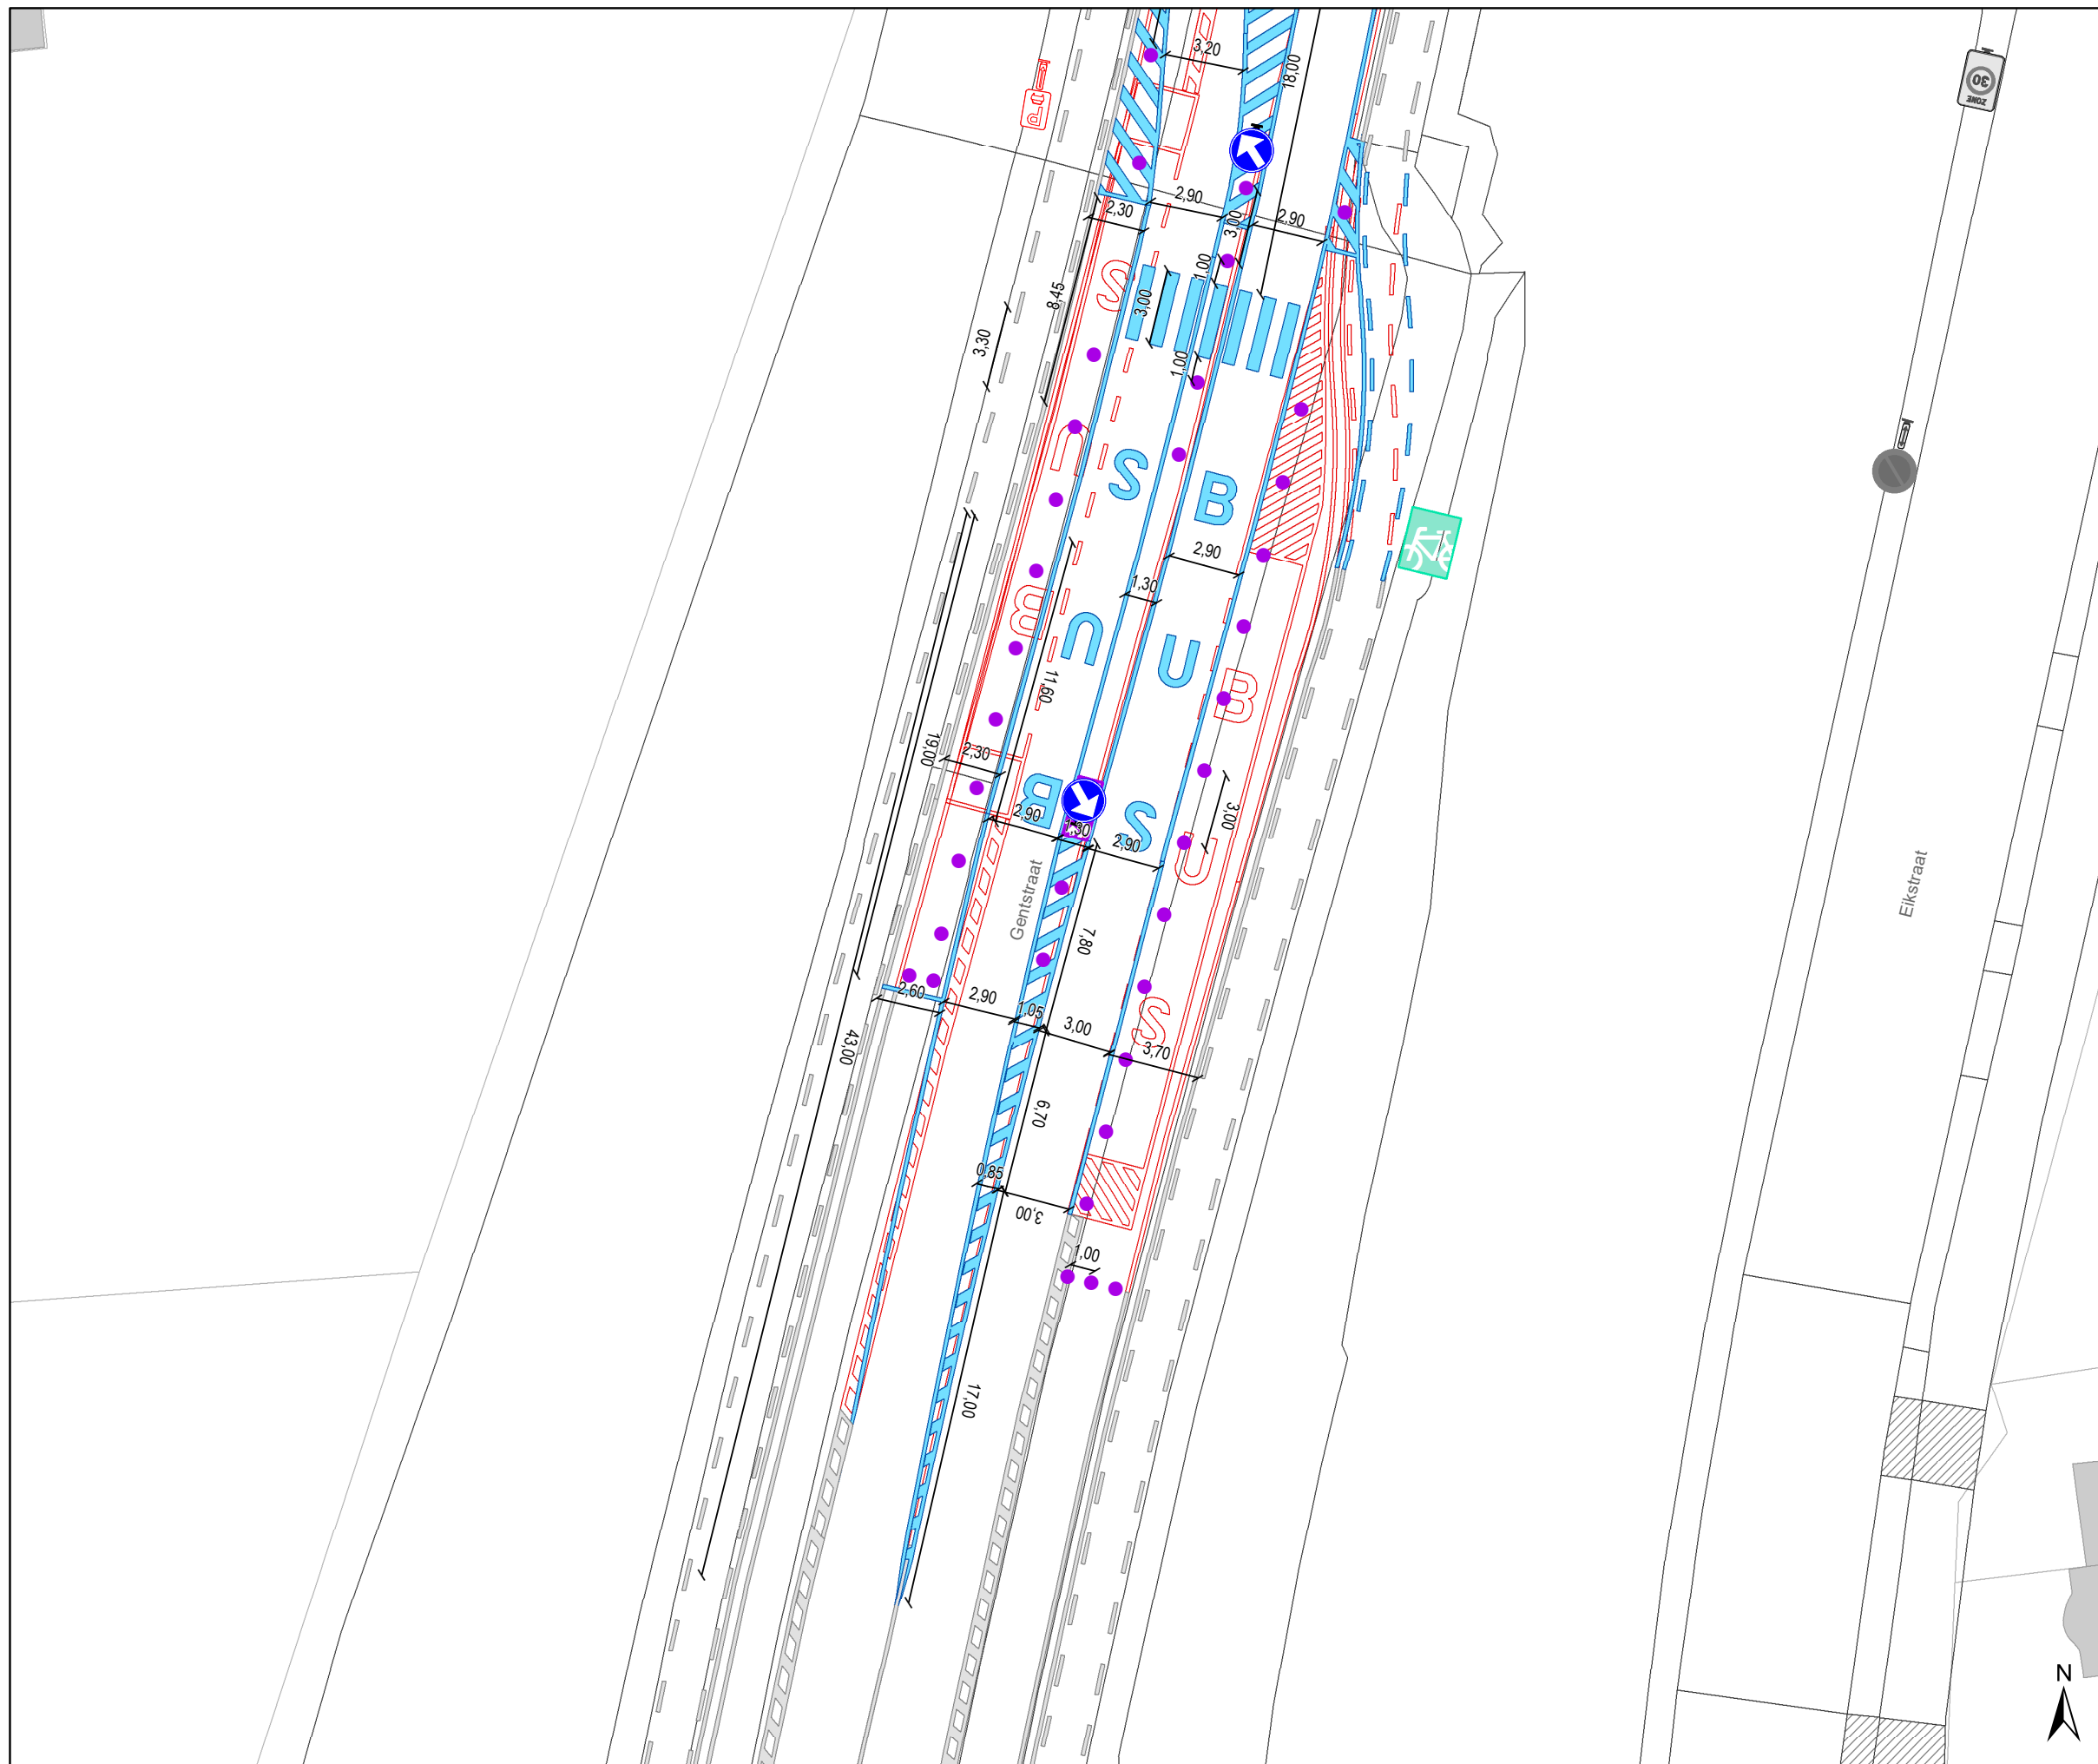 3,20
18,00
P
30
ZONE
2,90
2,30
3,00
2,90
1,00
8,45
3,00
S
3,30
1,00
U
S
B
2,90
1,30
B
U
U
11,60
B
19,00
2,30
B
2,90
1,30
S
2,90
3,00
U
Gentstraat
Eikstraat
7,80
2,60
2,90
1,05
3,00
S
3,70
43,00
6,70
0,85
3,00
1,00
17,00
N